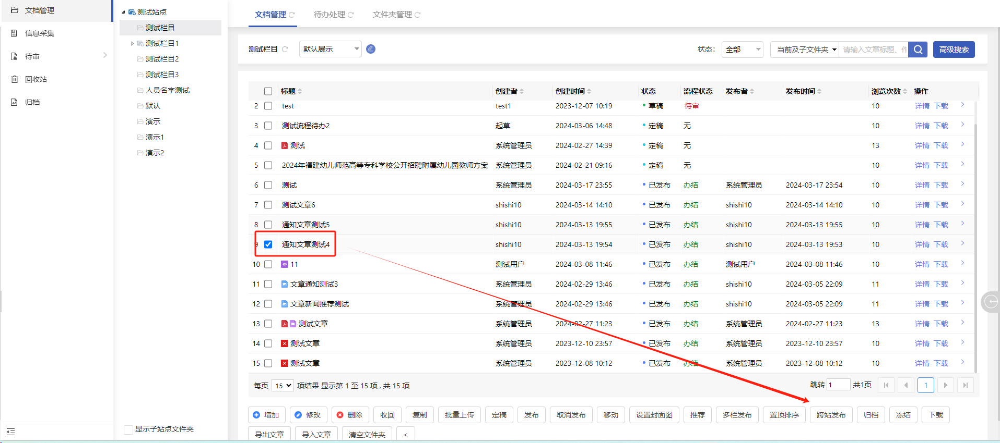 文档管理
信息采集
待审
回收站
归档
测试站点
测试栏目
测试栏目1
测试栏目2
测试栏目3
人员名字测试
默认
演示
演示1
演示2
显示子站点文件夹
文档管理 待办处理 文件夹管理
测试栏目 默认展示 状态: 全部 当前及子文件夹 请输入文章标题、作 高级搜索
标题 创建者 创建时间 状态 流程状态 发布者 发布时间 浏览次数 操作
2 test test1 2023-12-07 10:19 草稿 待审 10 详情 下载
3 测试流程待办2 起草 2024-03-06 14:48 定稿 无 10 详情 下载
4 测试 系统管理员 2024-02-27 14:39 定稿 无 13 详情 下载
5 2024年福建幼儿师范高等专科学校公开招聘附属幼儿园教师方案 系统管理员 2024-02-21 09:16 定稿 无 10 详情 下载
6 测试 系统管理员 2024-03-17 23:55 已发布 办结 系统管理员 2024-03-17 23:54 10 详情 下载
7 测试文章6 shishi10 2024-03-14 14:10 已发布 办结 shishi10 2024-03-14 14:10 10 详情 下载
8 通知文章测试5 shishi10 2024-03-13 19:55 已发布 办结 shishi10 2024-03-13 19:55 10 详情 下载
9 通知文章测试4 shishi10 2024-03-13 19:54 已发布 办结 shishi10 2024-03-13 19:53 10 详情 下载
10 11 测试用户 2024-03-08 11:46 已发布 办结 测试用户 2024-03-08 11:46 10 详情 下载
11 文章通知测试3 系统管理员 2024-02-29 13:46 已发布 办结 shishi10 2024-03-05 22:09 11 详情 下载
12 文章新闻推荐测试 系统管理员 2024-02-29 13:46 已发布 办结 shishi10 2024-03-05 22:09 11 详情 下载
13 测试文章 系统管理员 2024-02-27 11:23 已发布 办结 系统管理员 2024-02-27 11:23 13 详情 下载
14 测试文章 系统管理员 2023-12-10 23:57 已发布 办结 系统管理员 2023-12-10 23:57 10 详情 下载
15 测试文章 系统管理员 2023-12-08 10:12 已发布 办结 系统管理员 2023-12-08 10:12 10 详情 下载
每页 15 项结果 显示第 1 至 15 项 , 共 15 项 跳转 1 共1页 1
增加 修改 删除 收回 复制 批量上传 定稿 发布 取消发布 移动 设置封面图 推荐 多栏发布 置顶排序 跨站发布 归档 冻结 下载
导出文章 导入文章 清空文件夹 <